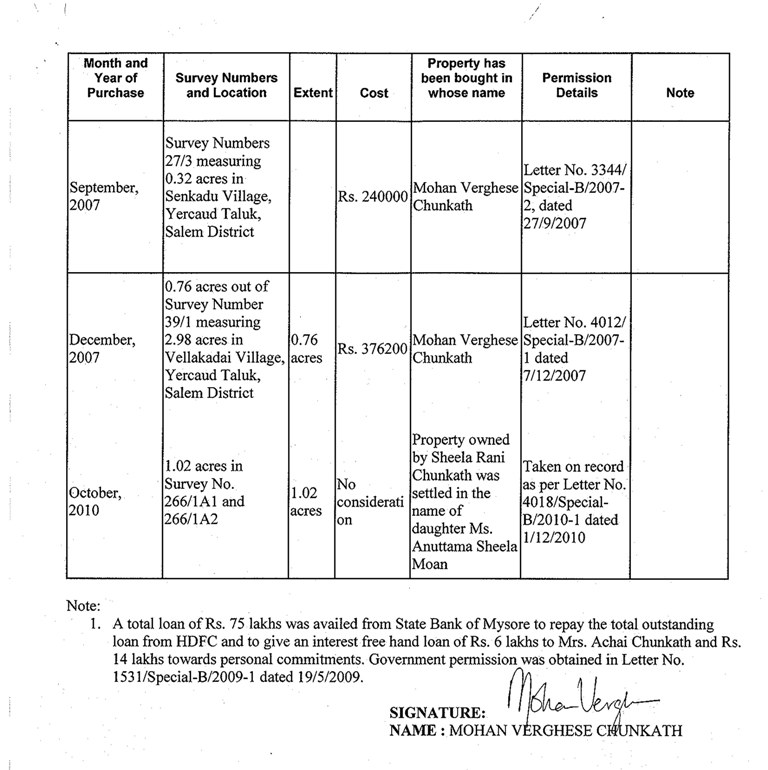 Month and
Year of
Purchase
Survey Numbers
and Location
Extent
Cost
Property has
been bought in
whose name
Permission
Details
Note
September,
2007
Survey Numbers
27/3 measuring
0.32 acres in
Senkadu Village,
Yercaud Taluk,
Salem District
Rs. 240000
Mohan Verghese
Chunkath
Letter No. 3344/
Special-B/2007-
2, dated
27/9/2007
December,
2007
0.76 acres out of
Survey Number
39/1 measuring
2.98 acres in
Vellakadai Village,
Yercaud Taluk,
Salem District
0.76
acres
Rs. 376200
Mohan Verghese
Chunkath
Letter No. 4012/
Special-B/2007-
1 dated
7/12/2007
October,
2010
1.02 acres in
Survey No.
266/1A1 and
266/1A2
1.02
acres
No
considerati
on
Property owned
by Sheela Rani
Chunkath was
settled in the
name of
daughter Ms.
Anuttama Sheela
Moan
Taken on record
as per Letter No.
4018/Special-
B/2010-1 dated
1/12/2010
Note:
1. A total loan of Rs. 75 lakhs was availed from State Bank of Mysore to repay the total outstanding
loan from HDFC and to give an interest free hand loan of Rs. 6 lakhs to Mrs. Achai Chunkath and Rs.
14 lakhs towards personal commitments. Government permission was obtained in Letter No.
1531/Special-B/2009-1 dated 19/5/2009.
Mohan Vergh
SIGNATURE:
NAME : MOHAN VERGHESE CHUNKATH